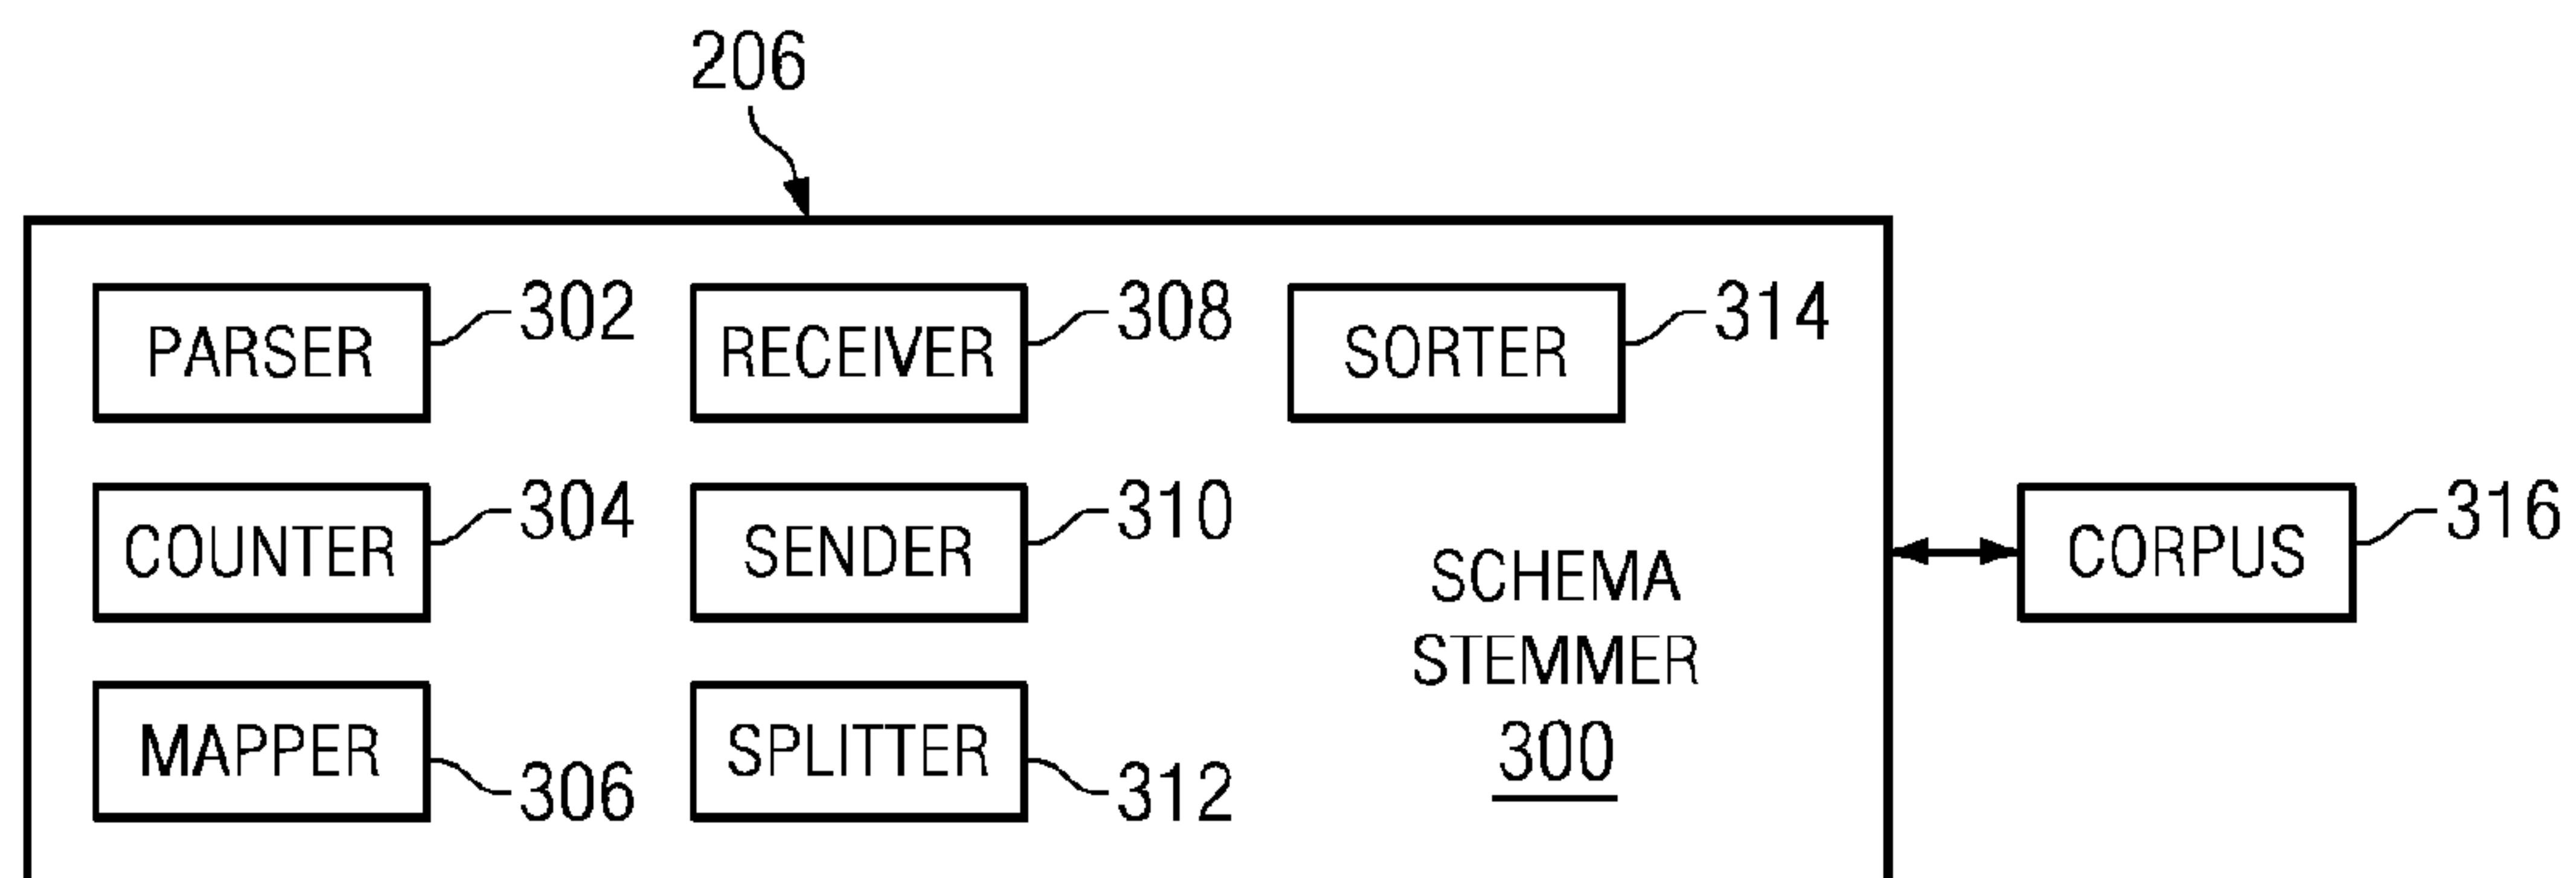 206
PARSER 302 RECEIVER 308 SORTER 314
COUNTER 304 SENDER 310 CORPUS 316
SCHEMA
STEMMER
300
MAPPER 306 SPLITTER 312